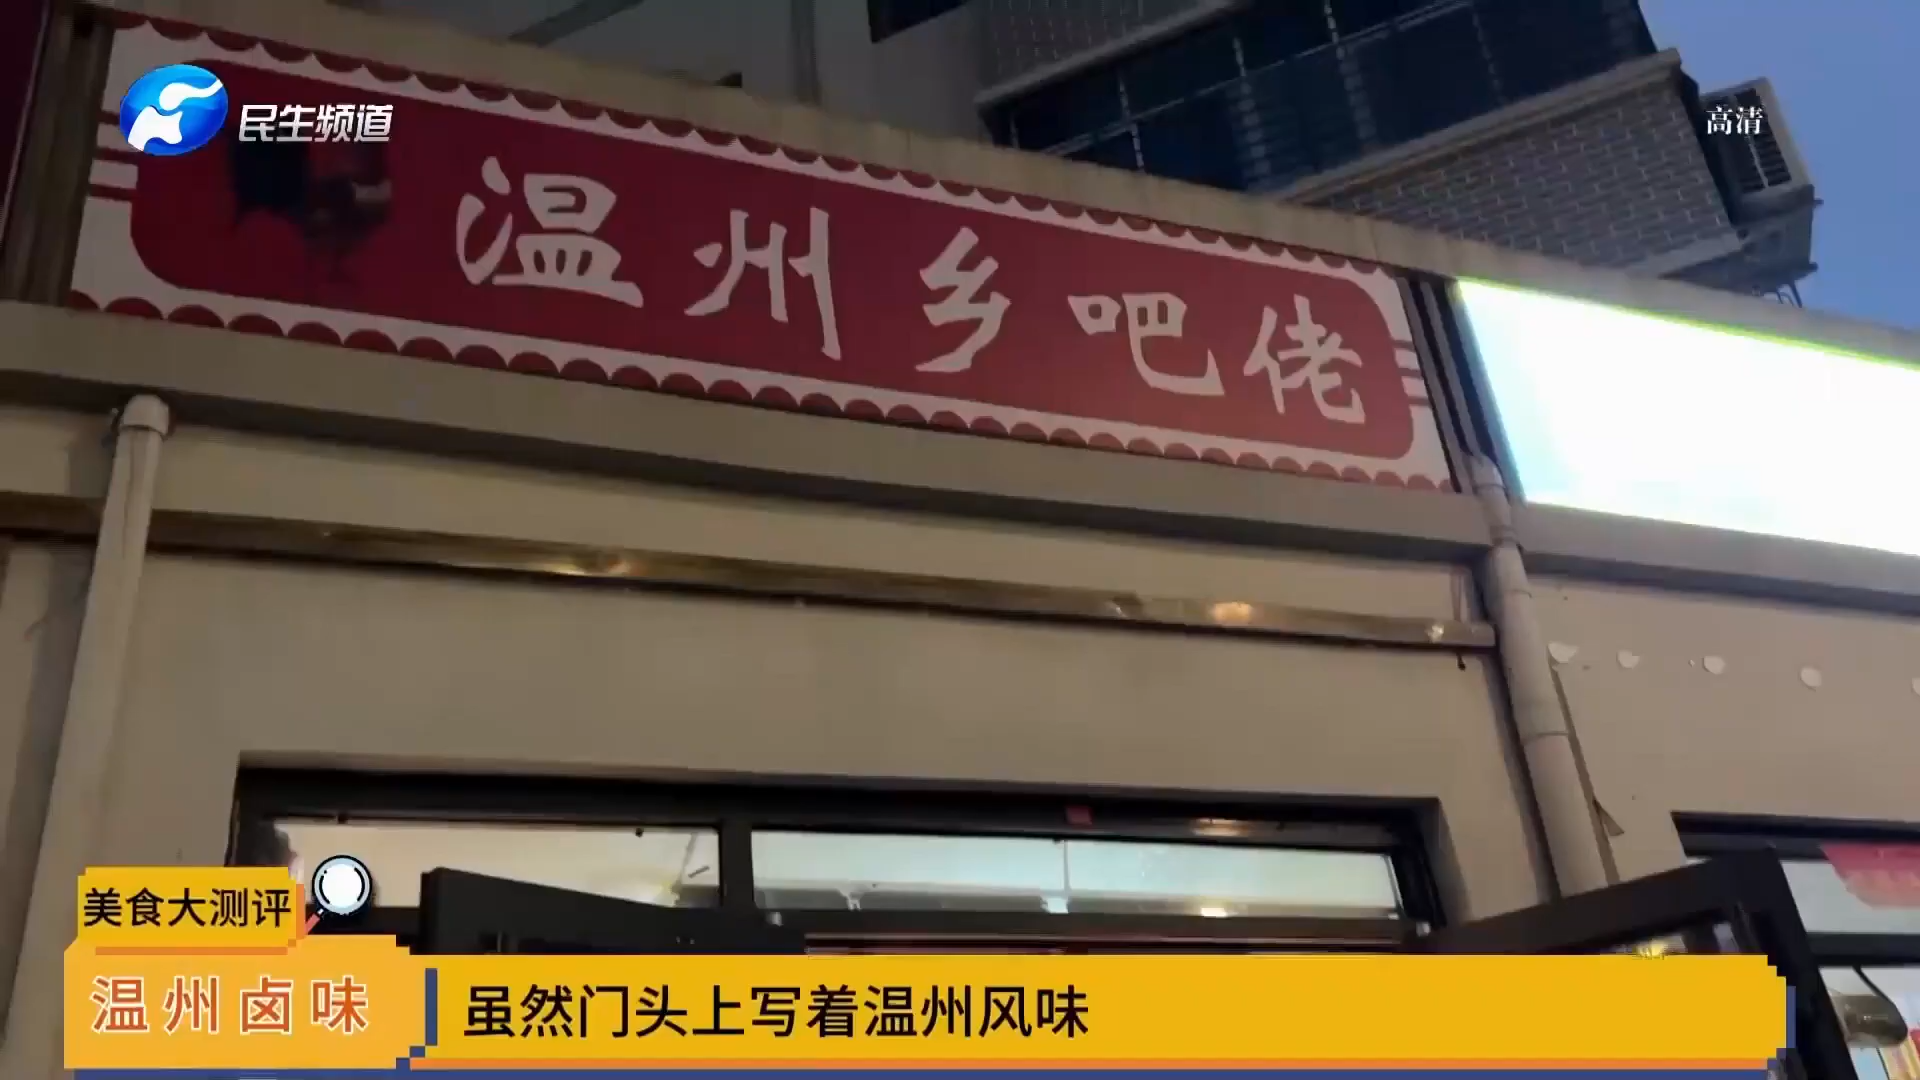 民生频道
高清
温州乡吧佬
美食大测评
温州卤味
虽然门头上写着温州风味